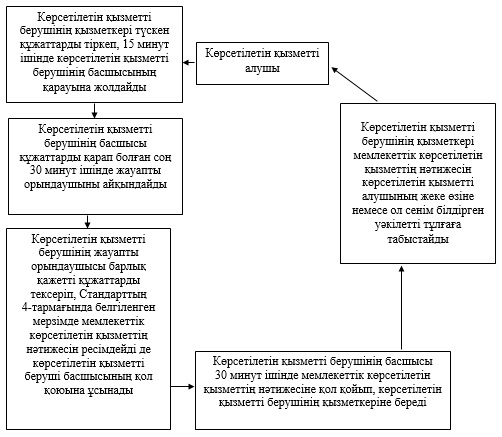 Көрсетілетін қызметті
берушінің қызметкері түскен
құжаттарды тіркеп, 15 минут
ішінде көрсетілетін қызметті
берушінің басшысының
қарауына жолдайды
Көрсетілетін қызметті
алушы
Көрсетілетін қызметті
берушінің басшысы
құжаттарды қарап болған соң
30 минут ішінде жауапты
орындаушыны айқындайды
Көрсетілетін қызметті
берушінің жауапты
орындаушысы барлық
қажетті құжаттарды
тексеріп, Стандарттың
4-тармағында белгіленген
мерзімде мемлекеттік
көрсетілетін қызметтің
нәтижесін ресімдейді де
көрсетілетін қызметті
беруші басшысының қол
қоюына ұсынады
Көрсетілетін қызметті берушінің басшысы
30 минут ішінде мемлекеттік көрсетілетін
қызметтің нәтижесіне қол қойып, көрсетілетін
қызметті берушінің қызметкеріне береді
Көрсетілетін қызметті
берушінің қызметкері
мемлекеттік көрсетілетін
қызметтің нәтижесін
көрсетілетін қызметті
алушының жеке өзіне
немесе ол сенім білдірген
уәкілетті тұлғаға
табыстайды